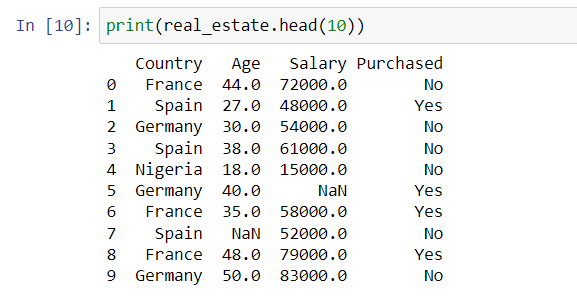 In [10]: print(real_estate.head(10))
Country Age Salary Purchased
0 France 44.0 72000.0 No
1 Spain 27.0 48000.0 Yes
2 Germany 30.0 54000.0 No
3 Spain 38.0 61000.0 No
4 Nigeria 18.0 15000.0 No
5 Germany 40.0 NaN Yes
6 France 35.0 58000.0 Yes
7 Spain NaN 52000.0 No
8 France 48.0 79000.0 Yes
9 Germany 50.0 83000.0 No